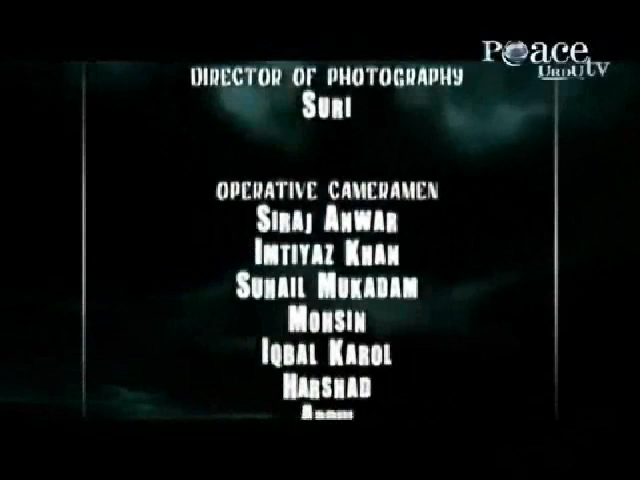 Peace
URDU tv
DIRECTOR OF PHOTOGRAPHY
SURI
OPERATIVE CAMERAMEN
SIRAJ ANWAR
IMTIYAZ KHAN
SUHAIL MUKADAM
MOHSIN
IQBAL KAROL
HARSHAD